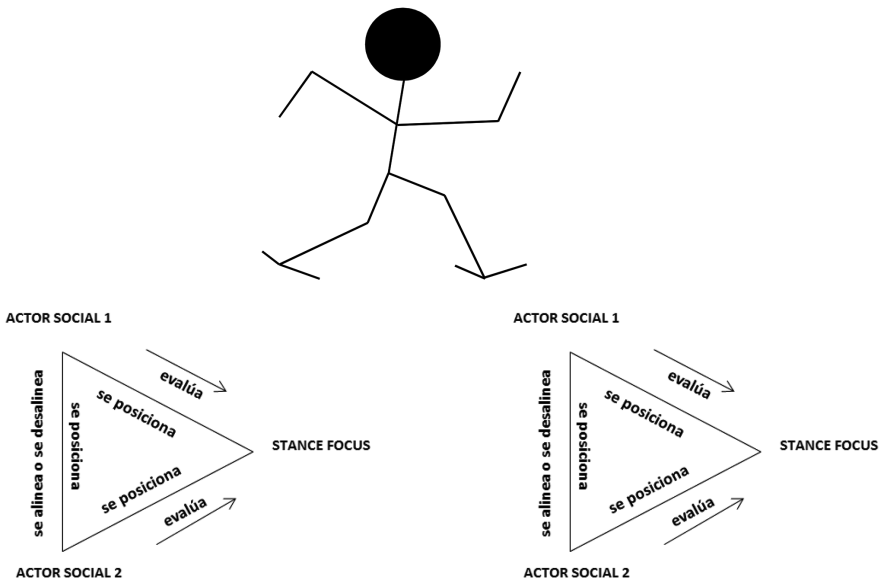 ACTOR SOCIAL 1
evalúa
se posiciona
se posiciona
se alinea o se desalinea
STANCE FOCUS
se posiciona
evalúa
ACTOR SOCIAL 2
ACTOR SOCIAL 1
evalúa
se posiciona
se posiciona
se alinea o se desalinea
STANCE FOCUS
se posiciona
evalúa
ACTOR SOCIAL 2